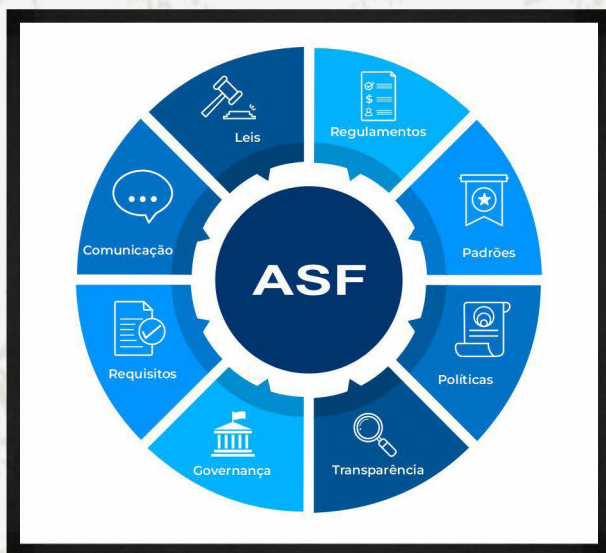 Leis
Regulamentos
Comunicação
Padrões
ASF
Requisitos
Políticas
Governança
Transparência